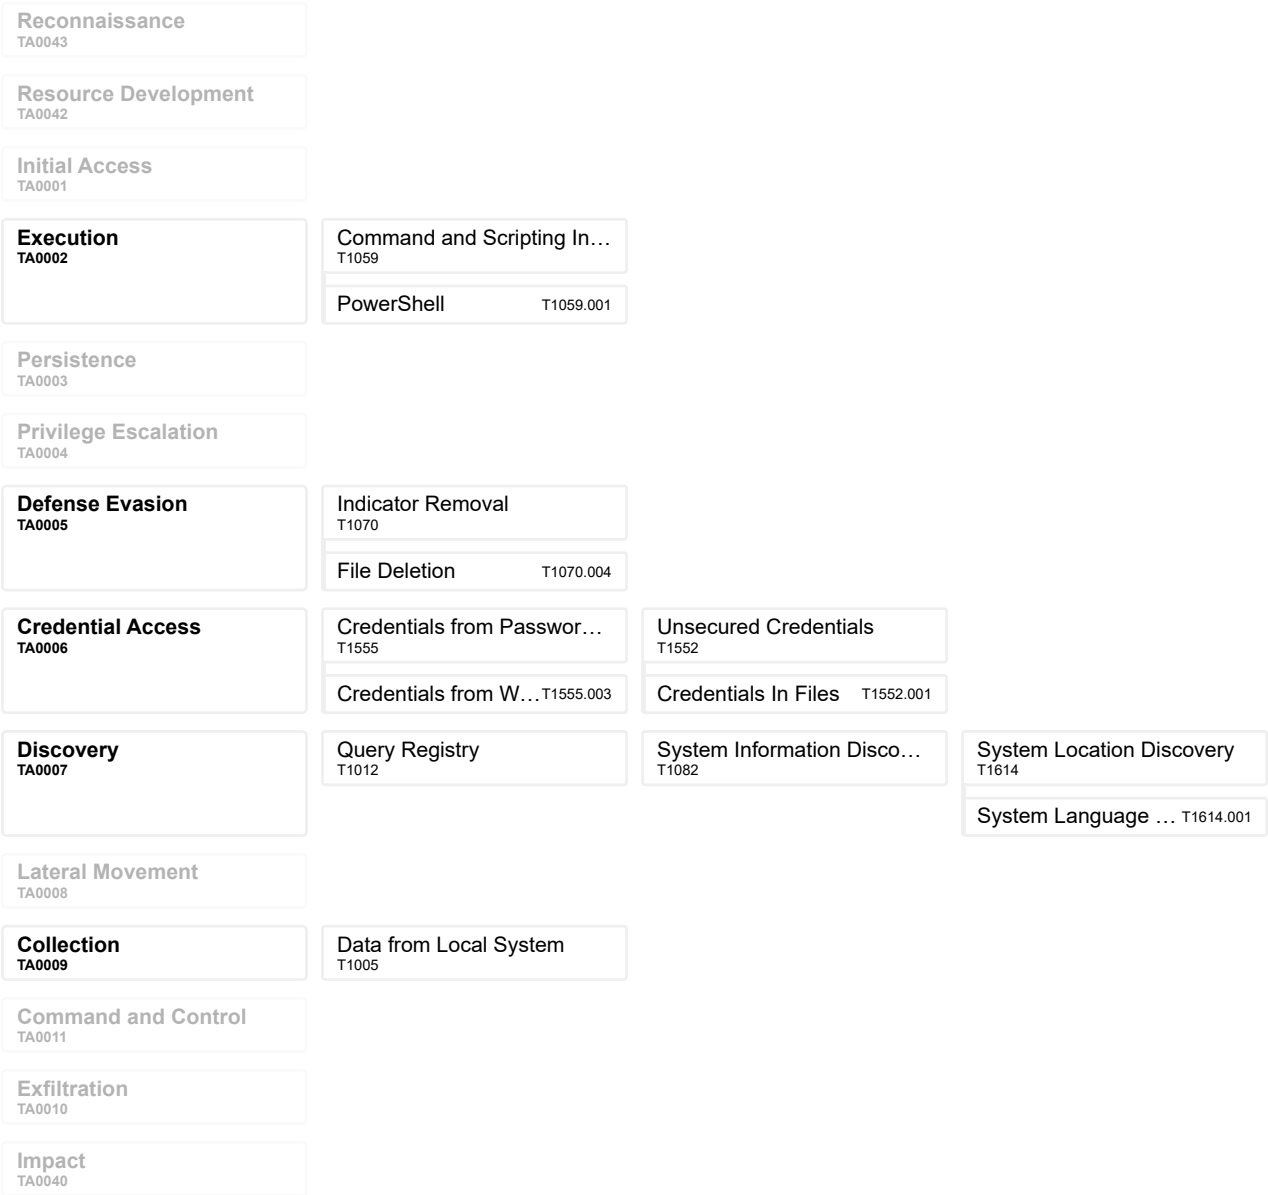 Reconnaissance
TA0043
Resource Development
TA0042
Initial Access
TA0001
Execution
TA0002
Command and Scripting In…
T1059
PowerShell T1059.001
Persistence
TA0003
Privilege Escalation
TA0004
Defense Evasion
TA0005
Indicator Removal
T1070
File Deletion T1070.004
Credential Access
TA0006
Credentials from Passwor…
T1555
Credentials from W… T1555.003
Unsecured Credentials
T1552
Credentials In Files T1552.001
Discovery
TA0007
Query Registry
T1012
System Information Disco…
T1082
System Location Discovery
T1614
System Language … T1614.001
Lateral Movement
TA0008
Collection
TA0009
Data from Local System
T1005
Command and Control
TA0011
Exfiltration
TA0010
Impact
TA0040